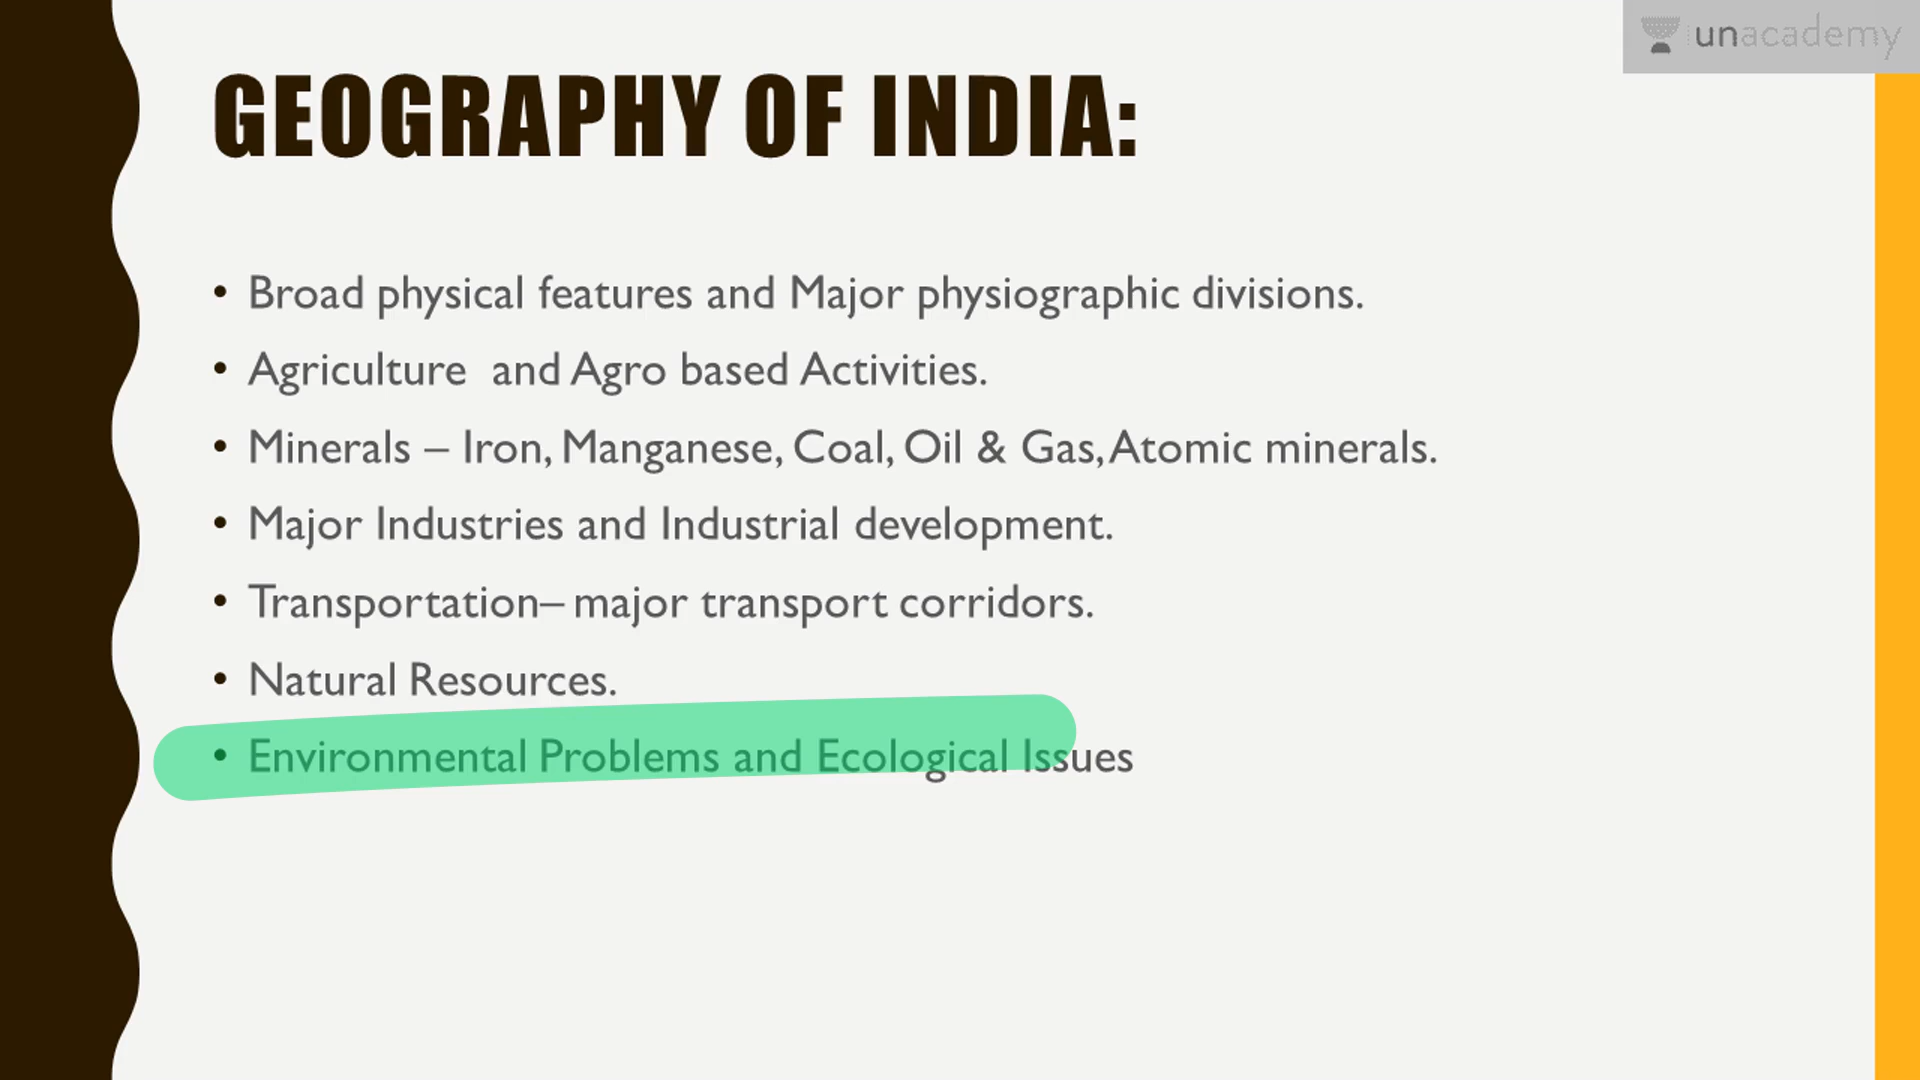 unacademy
GEOGRAPHY OF INDIA:
• Broad physical features and Major physiographic divisions.
• Agriculture and Agro based Activities.
• Minerals – Iron, Manganese, Coal, Oil & Gas, Atomic minerals.
• Major Industries and Industrial development.
• Transportation– major transport corridors.
• Natural Resources.
• Environmental Problems and Ecological Issues